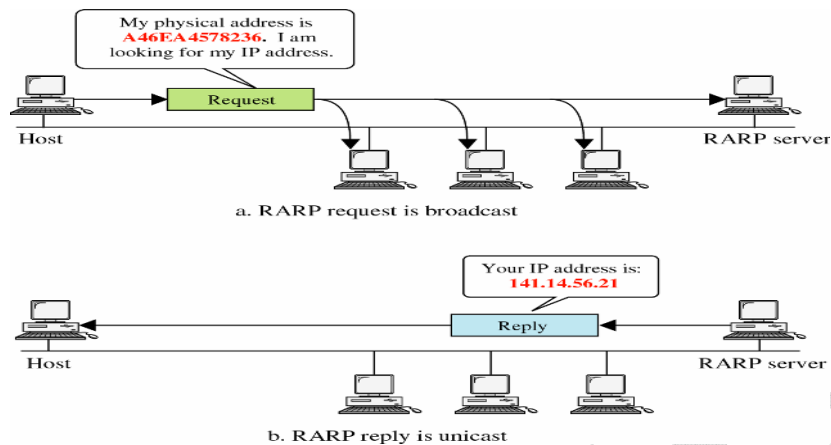 My physical address is
A46EA4578236. I am
looking for my IP address.
Request
Host
RARP server
a. RARP request is broadcast
Your IP address is:
141.14.56.21
Reply
Host
RARP server
b. RARP reply is unicast